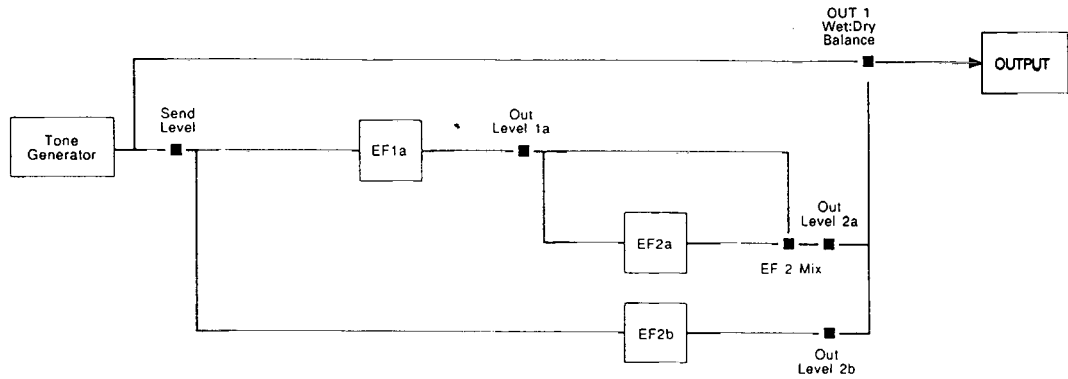 OUT 1
Wet:Dry
Balance
OUTPUT
Send
Level
Out
Level 1a
Tone
Generator
EF1a
Out
Level 2a
EF2a
EF 2 Mix
EF2b
Out
Level 2b